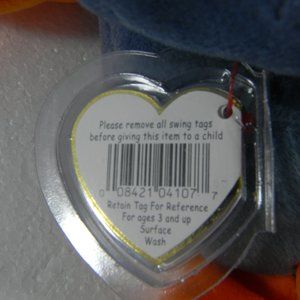 Please remove all swing tags
before giving this item to a child
0 08421 04107 7
Retain Tag For Reference
For ages 3 and up
Surface
Wash